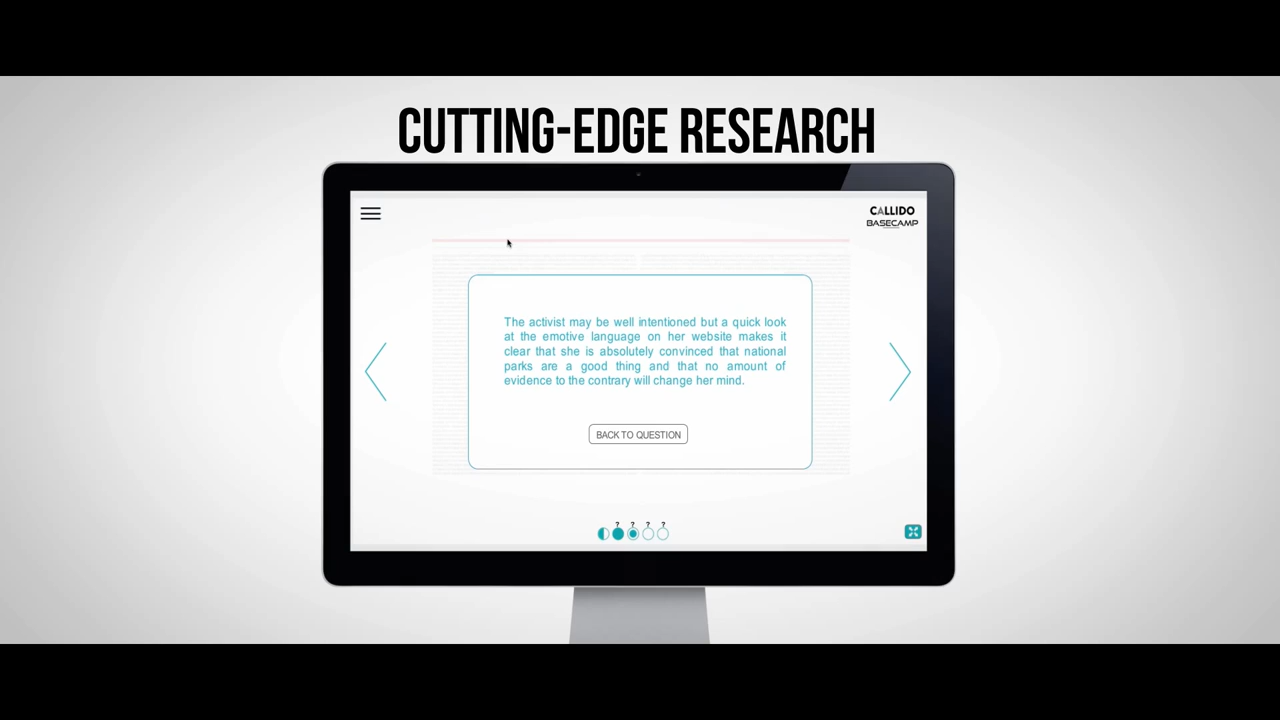 CUTTING-EDGE RESEARCH
CALLIDO
BASECAMP
The activist may be well intentioned but a quick look
at the emotive language on her website makes it
clear that she is absolutely convinced that national
parks are a good thing and that no amount of
evidence to the contrary will change her mind.
BACK TO QUESTION
? ? ? ?